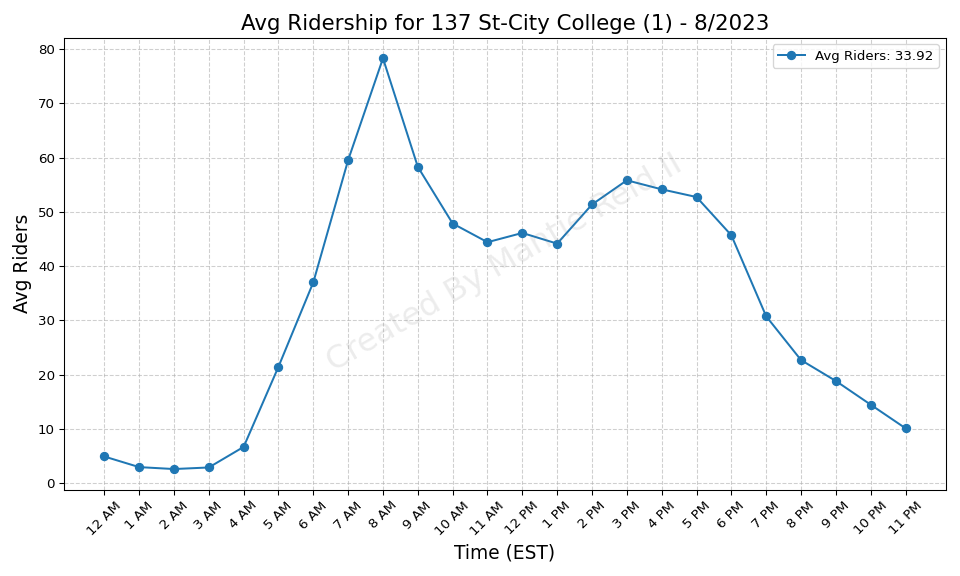 Avg Ridership for 137 St-City College (1) - 8/2023
Avg Riders: 33.92
Avg Riders
80
70
60
50
40
30
20
10
0
Created By Mantic Reid II
12 AM
1 AM
2 AM
3 AM
4 AM
5 AM
6 AM
7 AM
8 AM
9 AM
10 AM
11 AM
12 PM
1 PM
2 PM
3 PM
4 PM
5 PM
6 PM
7 PM
8 PM
9 PM
10 PM
11 PM
Time (EST)